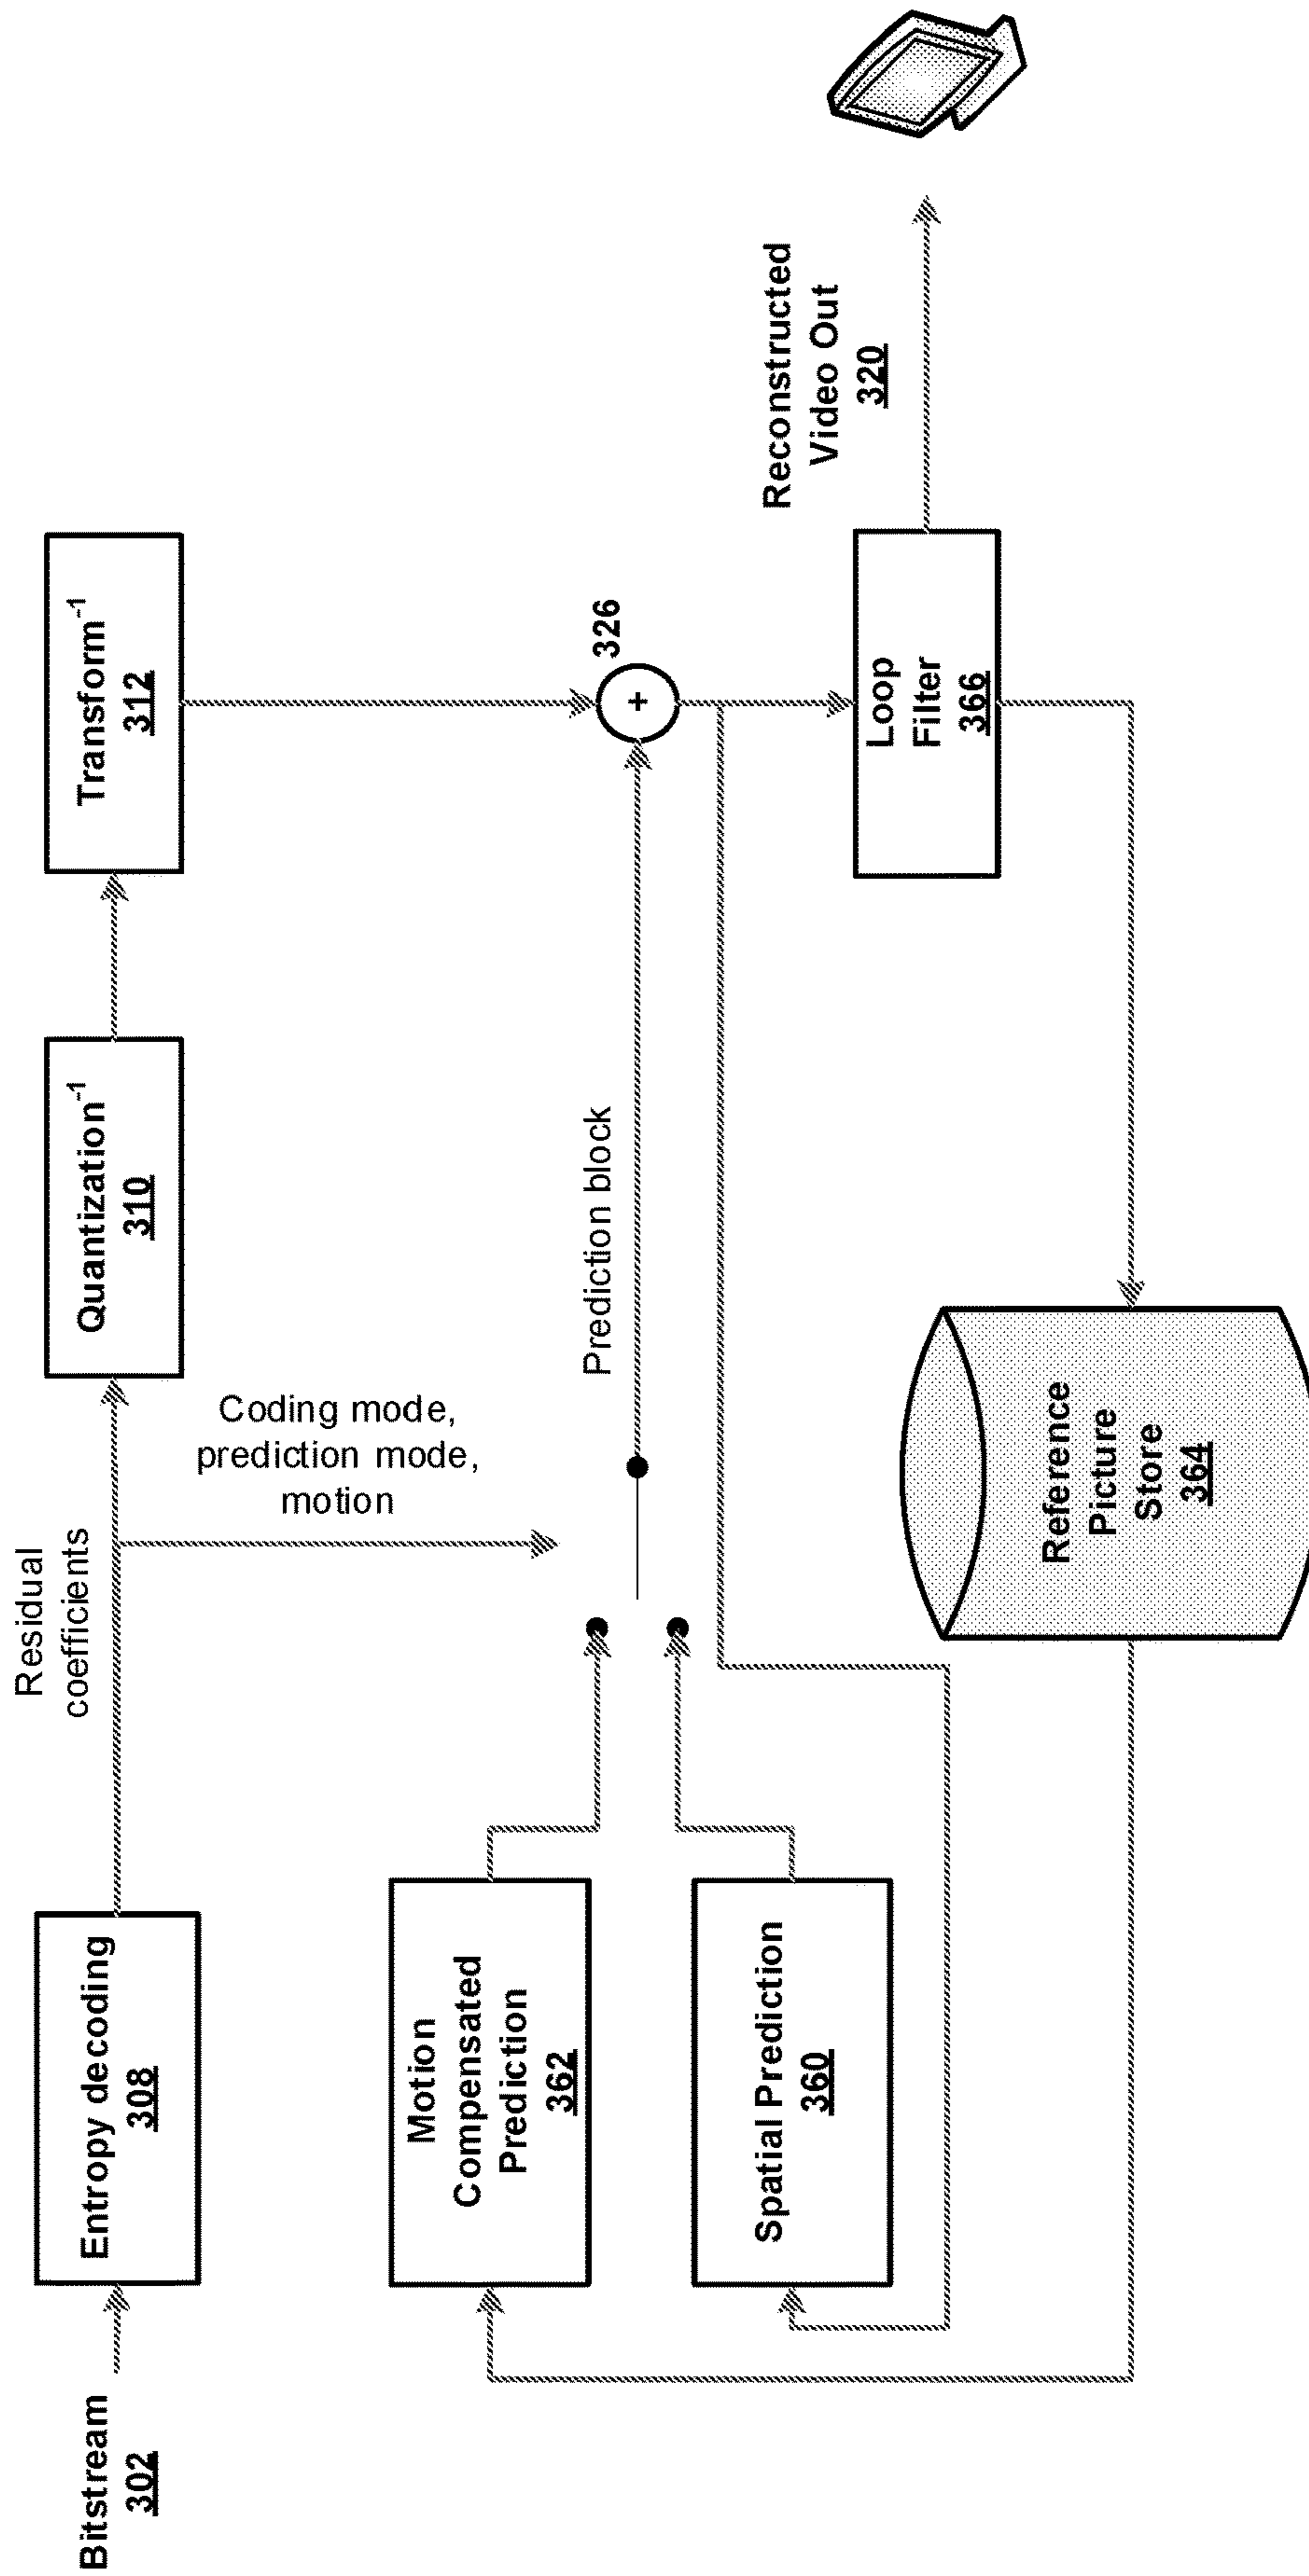 Bitstream
302
Entropy decoding
308
Residual
coefficients
Quantization-1
310
Transform-1
312
Coding mode,
prediction mode,
motion
Motion
Compensated
Prediction
362
Spatial Prediction
360
Prediction block
+
326
Loop
Filter
366
Reconstructed
Video Out
320
Reference
Picture
Store
364